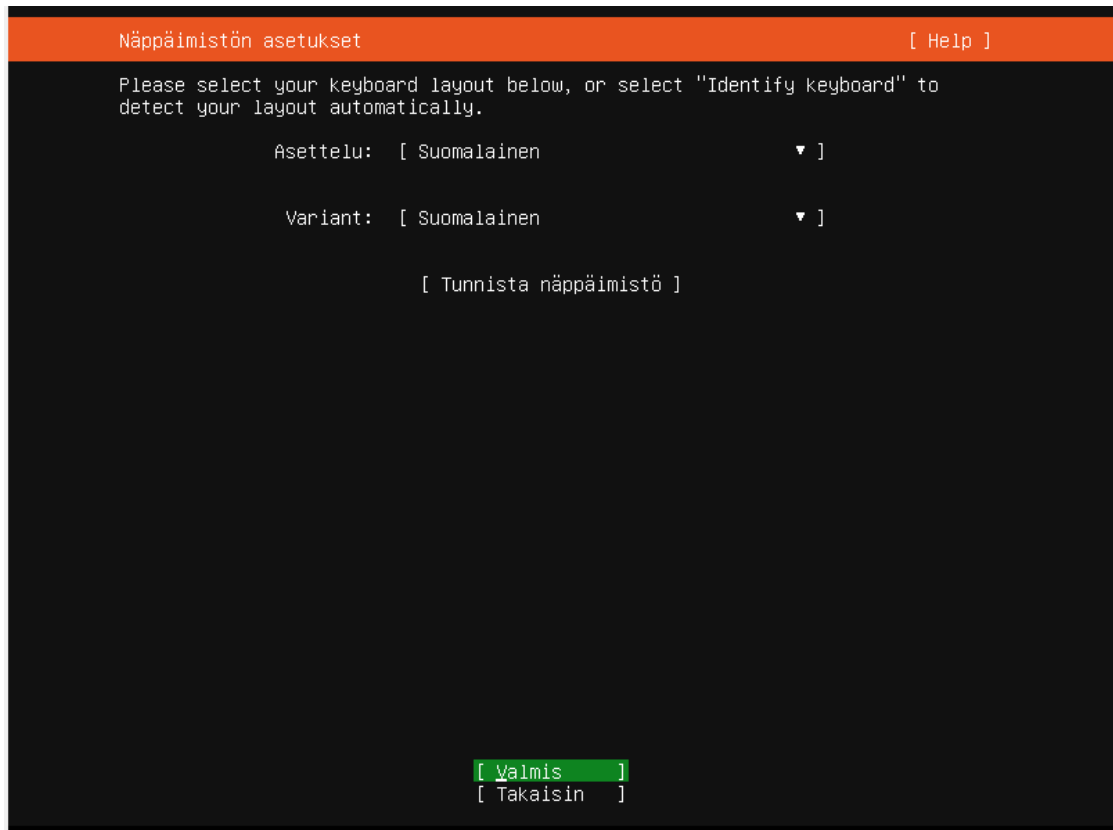 Näppäimistön asetukset [ Help ]
Please select your keyboard layout below, or select "Identify keyboard" to
detect your layout automatically.
Asettelu: [ Suomalainen ▾ ]
Variant: [ Suomalainen ▾ ]
[ Tunnista näppäimistö ]
[ Valmis ]
[ Takaisin ]